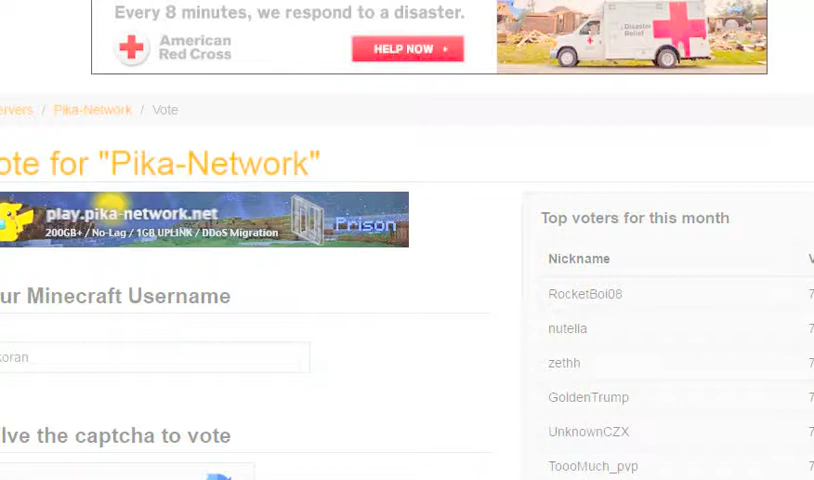 Every 8 minutes, we respond to a disaster.
American
Red Cross
HELP NOW
Disaster
Relief
ervers / Pika-Network / Vote
ote for "Pika-Network"
play.pika-network.net
200GB+ / No-Lag / 1GB UPLINK / DDoS Migration
Prison
Top voters for this month
ur Minecraft Username
Nickname
RocketBoi08
nutella
koran
zethh
GoldenTrump
lve the captcha to vote
UnknownCZX
ToooMuch_pvp